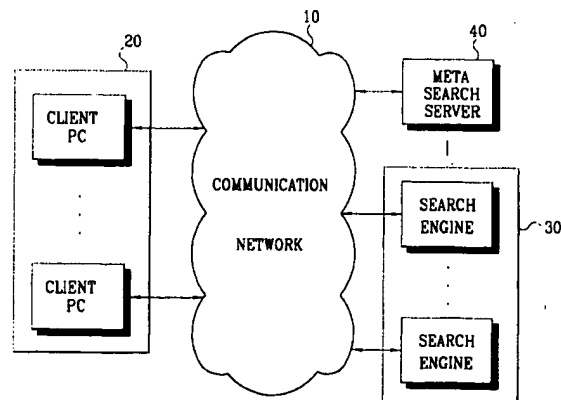 20
10
40
CLIENT
PC
META
SEARCH
SERVER
COMMUNICATION
NETWORK
SEARCH
ENGINE
30
CLIENT
PC
SEARCH
ENGINE